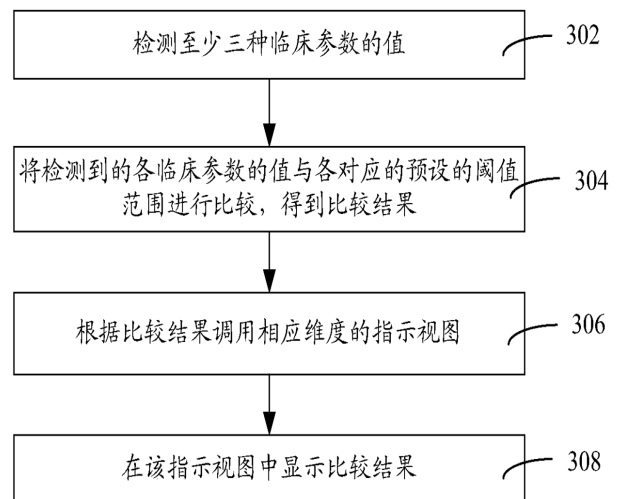 检测至少三种临床参数的值
302
将检测到的各临床参数的值与各对应的预设的阈值
范围进行比较，得到比较结果
304
根据比较结果调用相应维度的指示视图
306
在该指示视图中显示比较结果
308